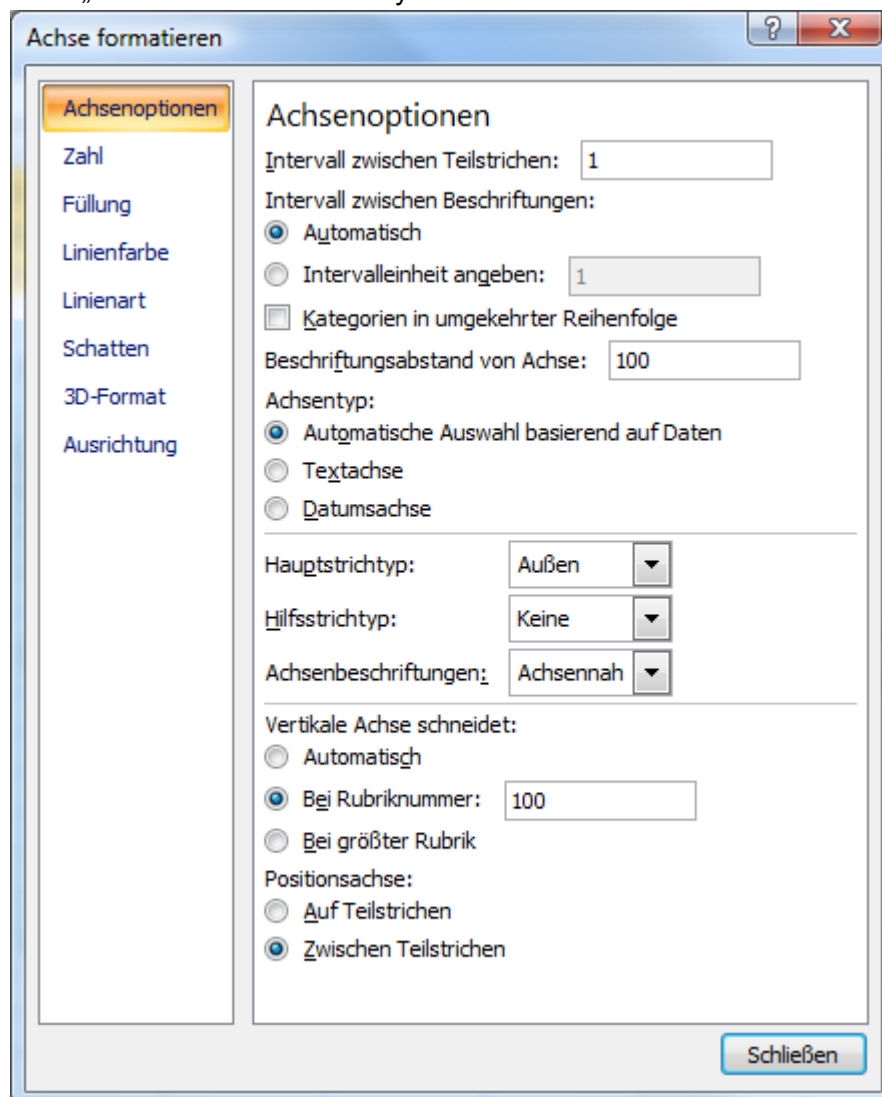 Achse formatieren
Achsenoptionen
Zahl
Füllung
Linienfarbe
Linienart
Schatten
3D-Format
Ausrichtung
Achsenoptionen
Intervall zwischen Teilstrichen: 1
Intervall zwischen Beschriftungen:
Automatisch
Intervalleinheit angeben: 1
Kategorien in umgekehrter Reihenfolge
Beschriftungsabstand von Achse: 100
Achsentyp:
Automatische Auswahl basierend auf Daten
Textachse
Datumsachse
Hauptstrichtyp: Außen
Hilfsstrichtyp: Keine
Achsenbeschriftungen: Achsennah
Vertikale Achse schneidet:
Automatisch
Bei Rubriknummer: 100
Bei größter Rubrik
Positionsachse:
Auf Teilstrichen
Zwischen Teilstrichen
Schließen